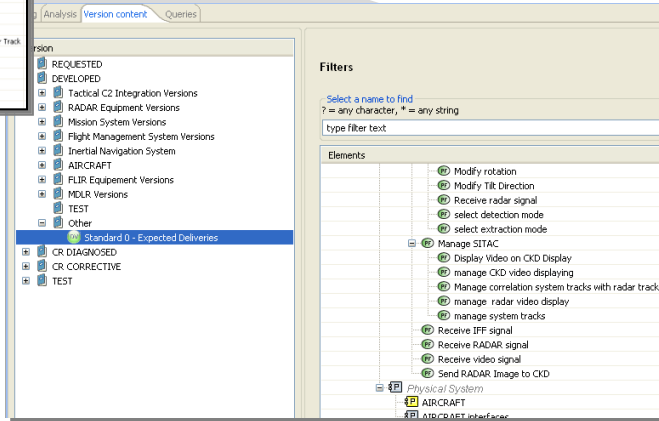 Track
g
Analysis
Version content
Queries
rsion
REQUESTED
DEVELOPED
Tactical C2 Integration Versions
RADAR Equipment Versions
Mission System Versions
Flight Management System Versions
Inertial Navigation System
AIRCRAFT
FLIR Equipement Versions
MDLR Versions
TEST
Other
Standard 0 - Expected Deliveries
CR DIAGNOSED
CR CORRECTIVE
TEST
Filters
Select a name to find
? = any character, * = any string
type filter text
Elements
Modify rotation
Modify Tilt Direction
Receive radar signal
select detection mode
select extraction mode
Manage SITAC
Display Video on CKD Display
manage CKD video displaying
Manage correlation system tracks with radar track
manage radar video display
manage system tracks
Receive IFF signal
Receive RADAR signal
Receive video signal
Send RADAR Image to CKD
Physical System
AIRCRAFT
AIRCRAFT interfaces